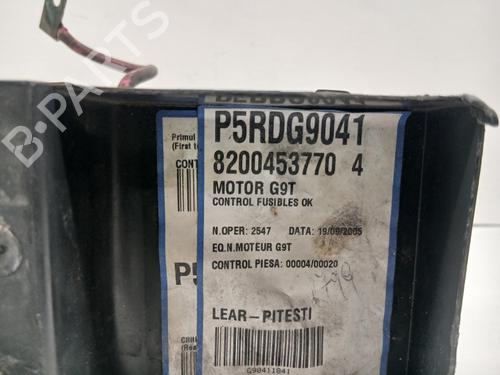 P5RDG9041
8200453770 4
MOTOR G9T
CONTROL FUSIBLES OK
N.OPER: 2547 DATA: 19/09/2005
EQ.N.MOTEUR G9T
CONTROL PIESA: 00004/00020
LEAR-PITESTI
G90411041
Primul
(First t
CONT
P5
B-PARTS